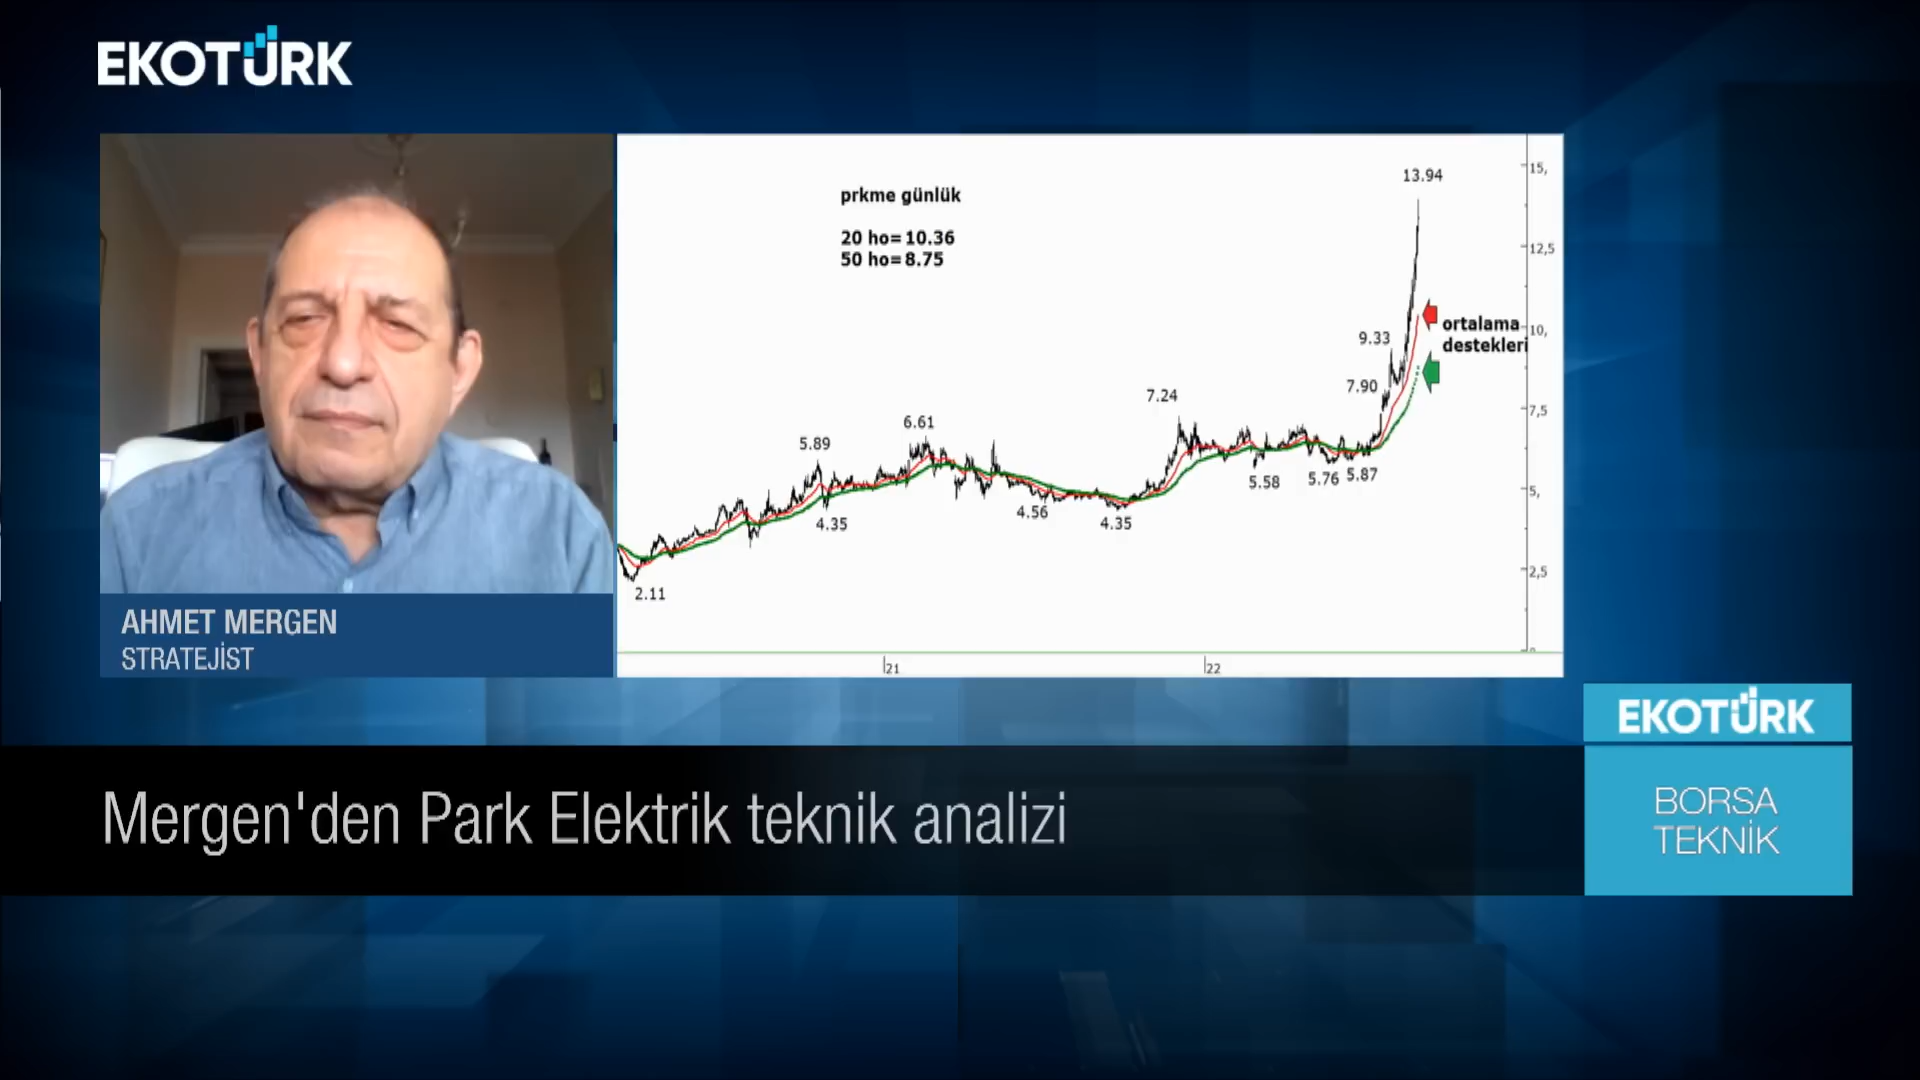 EKOTÜRK
prkme günlük
20 ho=10.36
50 ho=8.75
13.94
15,
12,5
ortalama
destekleri
10,
9.33
7.90
7.24
7,5
6.61
5.89
5.58
5.76
5.87
5,
4.35
4.56
4.35
2.11
2,5
21
22
AHMET MERGEN
STRATEJİST
EKOTÜRK
BORSA
TEKNİK
Mergen'den Park Elektrik teknik analizi